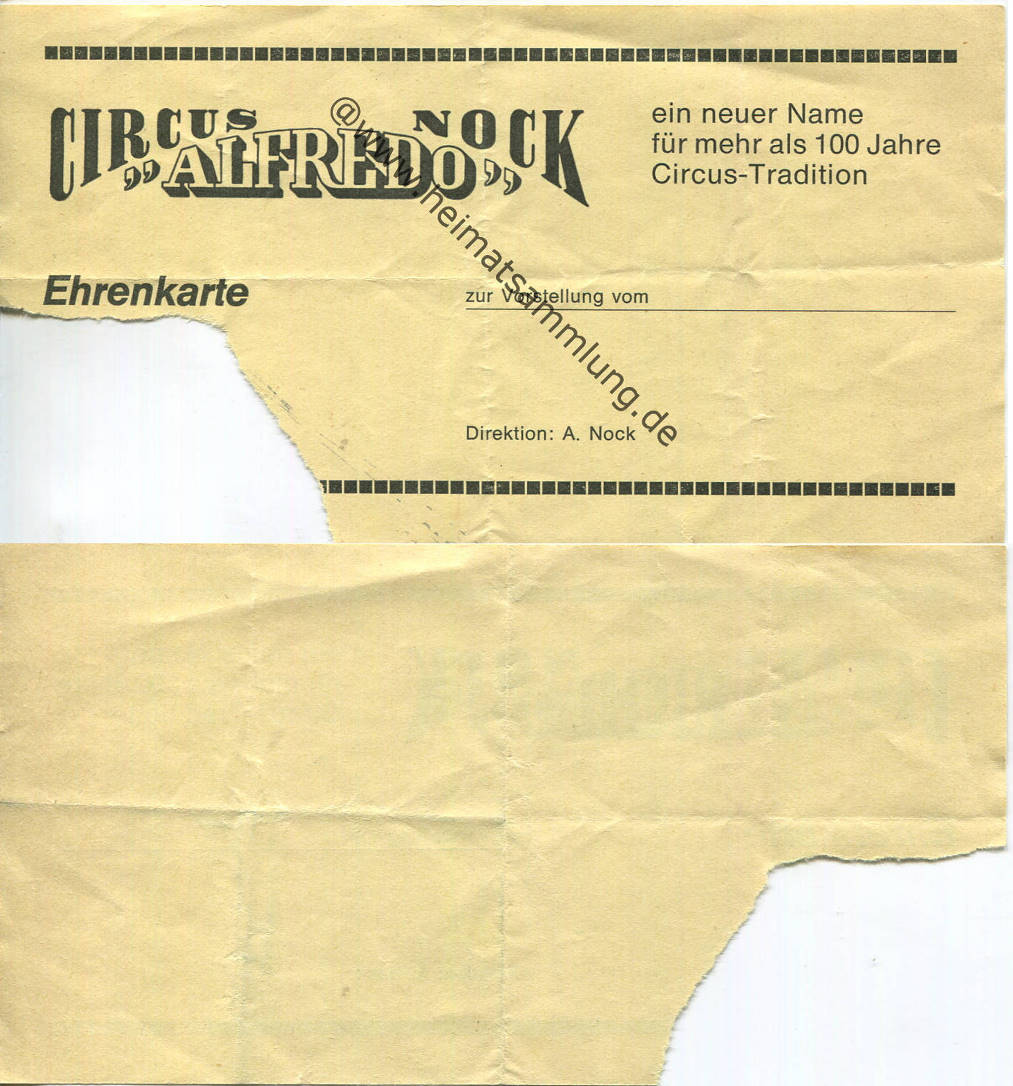 CIRCUS NOCK
„ALFREDO”
ein neuer Name
für mehr als 100 Jahre
Circus-Tradition
Ehrenkarte
zur Vorstellung vom
Direktion: A. Nock
@www.heimatsammlung.de